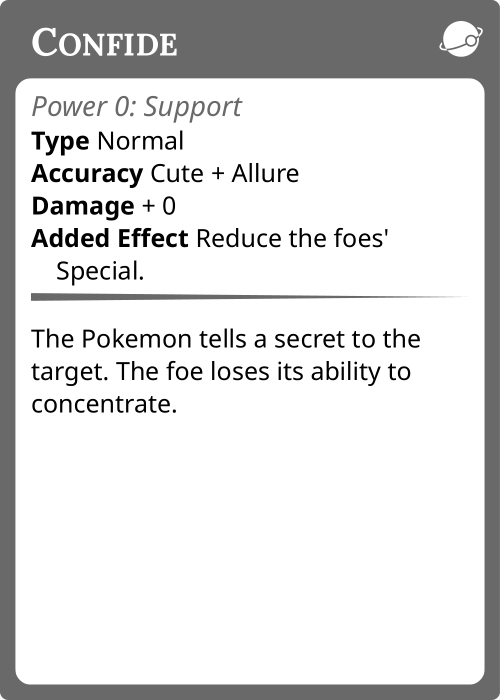 CONFIDE
Power 0: Support
Type Normal
Accuracy Cute + Allure
Damage + 0
Added Effect Reduce the foes'
Special.
The Pokemon tells a secret to the
target. The foe loses its ability to
concentrate.